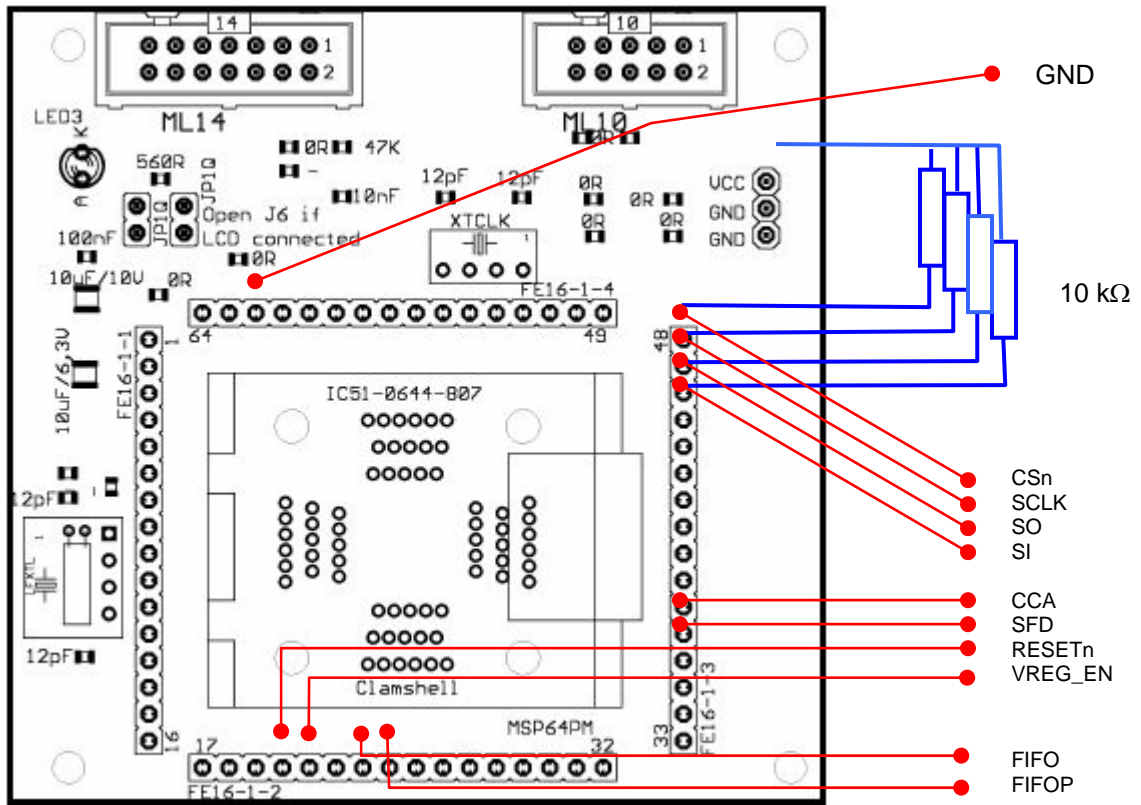 14
10
1
1
2
2
GND
LED3
K
A
ML14
ML10
0R
560R
JP1Q
JP1Q
0R
47K
-
10nF
12pF
12pF
0R
0R
0R
0R
VCC
GND
GND
Open J6 if
LCD connected
XTCLK
1
100nF
0R
10uF/10V
0R
FE16-1-4
10 kΩ
64
49
1
48
FE16-1-1
10uF/6,3V
IC51-0644-807
12pF
-
CSn
SCLK
SO
SI
1
FXTL
CCA
SFD
RESETn
VREG_EN
12pF
Clamshell
FE16-1-3
MSP64PM
16
17
32
33
FE16-1-2
FIFO
FIFOP